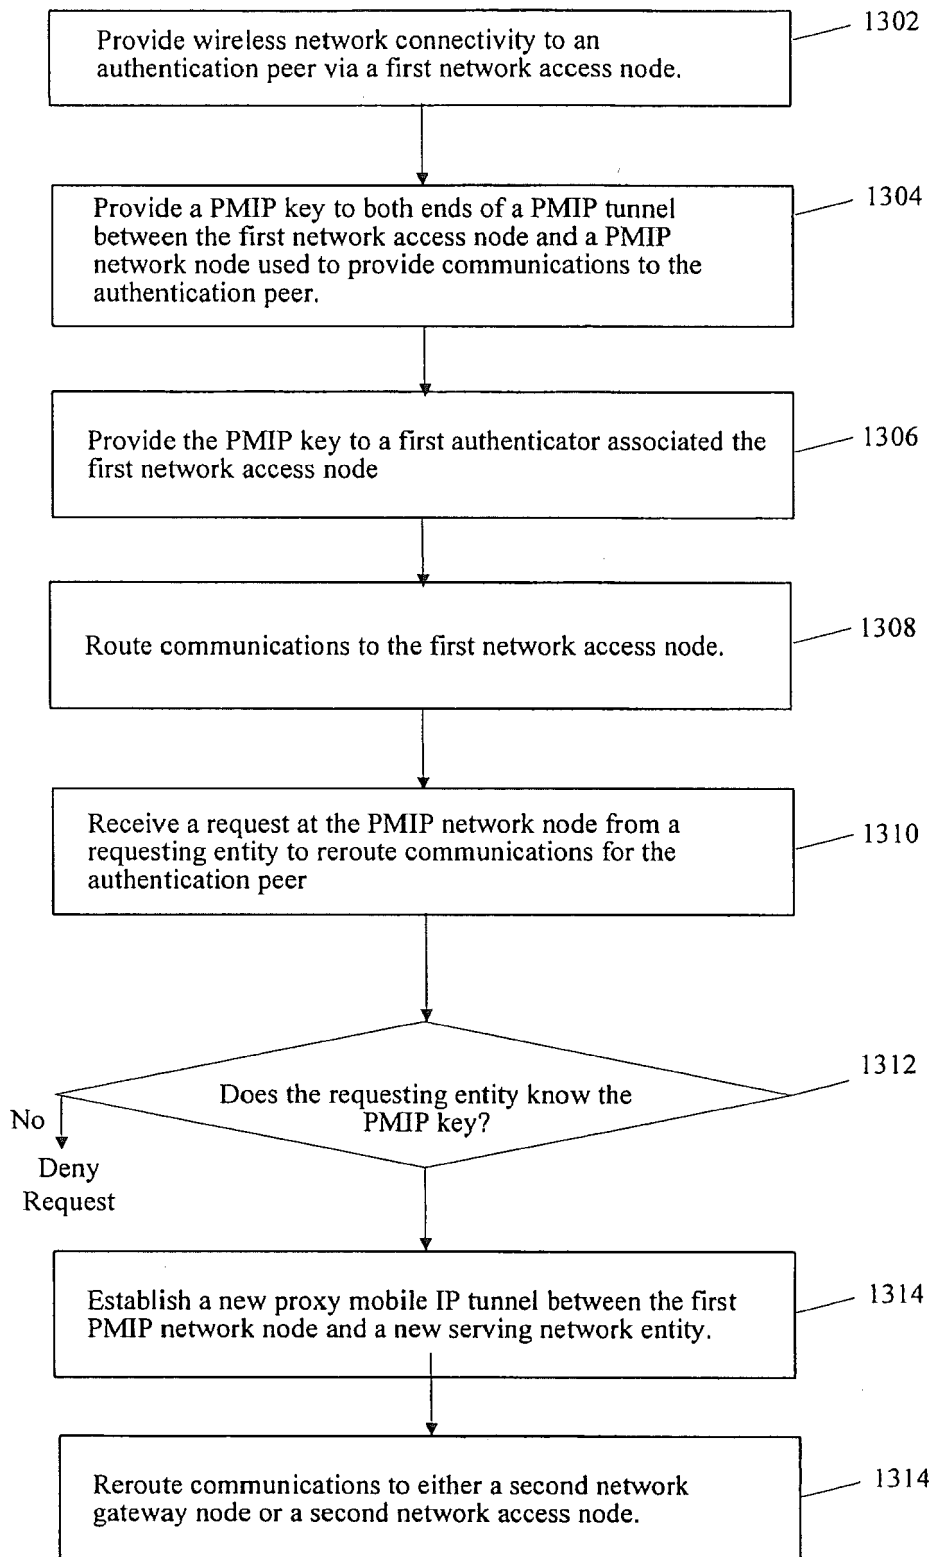 1302
Provide wireless network connectivity to an
authentication peer via a first network access node.
1304
Provide a PMIP key to both ends of a PMIP tunnel
between the first network access node and a PMIP
network node used to provide communications to the
authentication peer.
1306
Provide the PMIP key to a first authenticator associated the
first network access node
1308
Route communications to the first network access node.
1310
Receive a request at the PMIP network node from a
requesting entity to reroute communications for the
authentication peer
1312
Does the requesting entity know the
PMIP key?
No
Deny
Request
1314
Establish a new proxy mobile IP tunnel between the first
PMIP network node and a new serving network entity.
1314
Reroute communications to either a second network
gateway node or a second network access node.